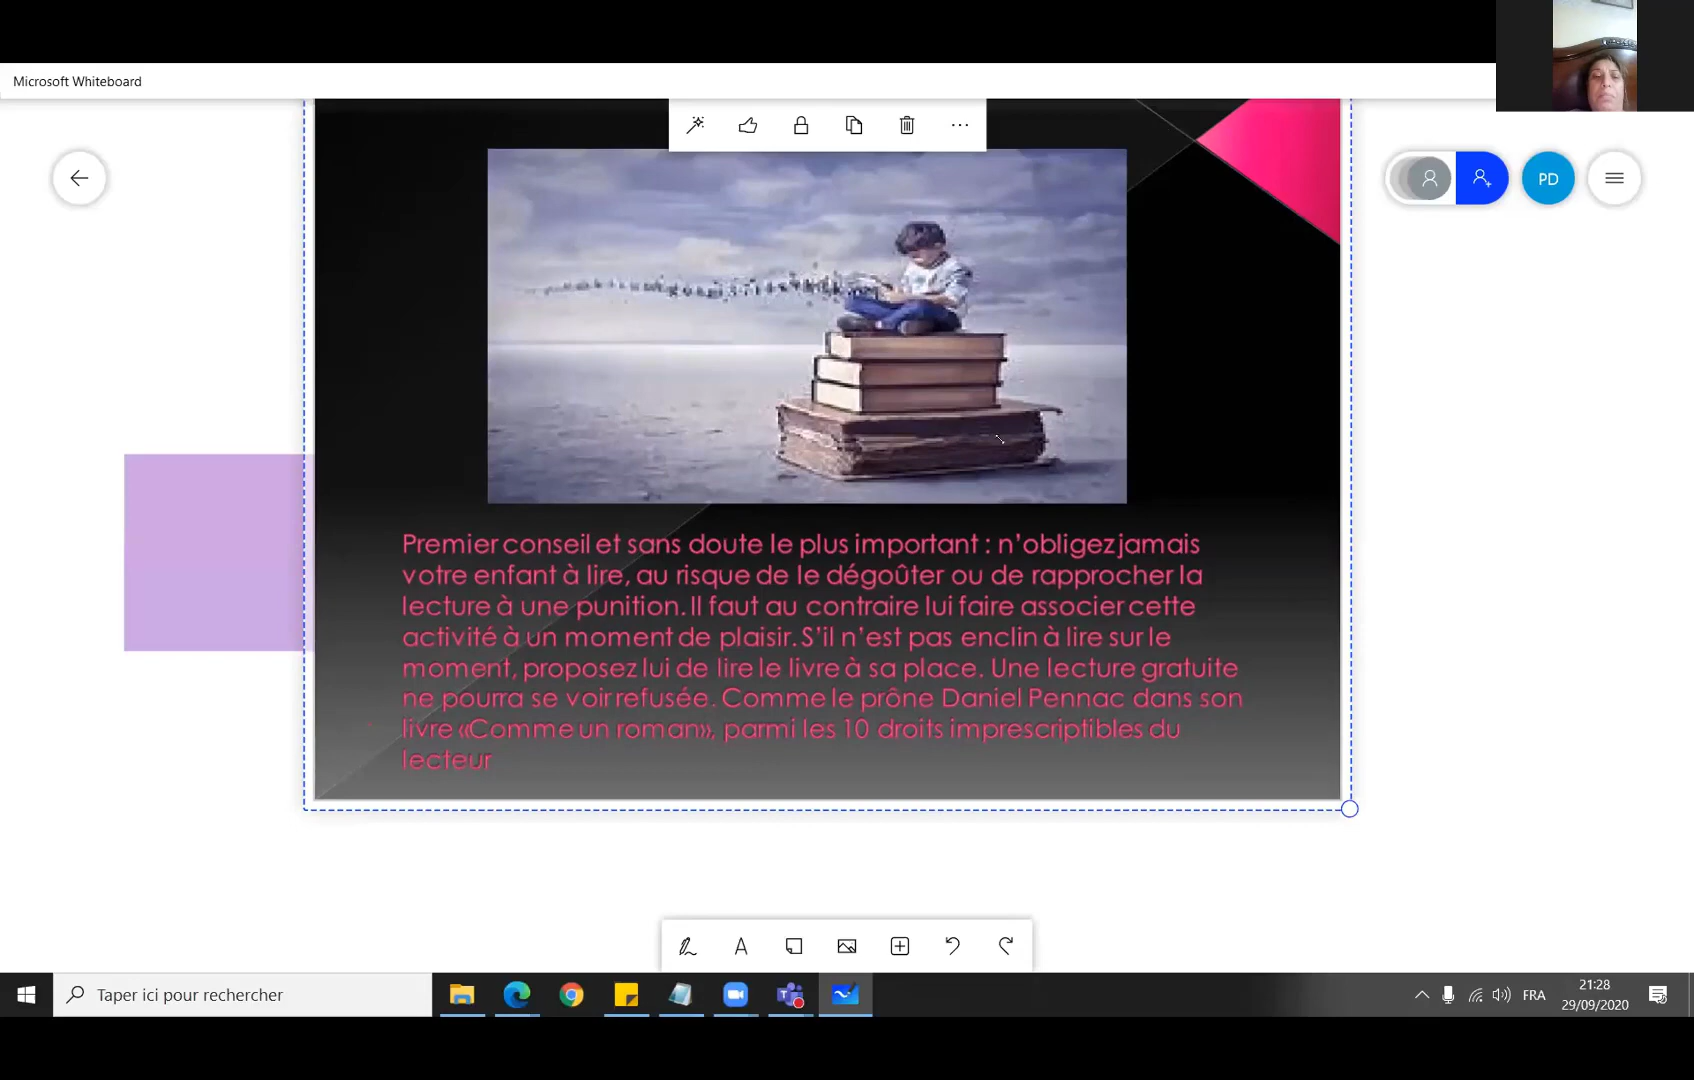 Microsoft Whiteboard
PD
Premier conseil et sans doute le plus important : n'obligez jamais
votre enfant à lire, au risque de le dégoûter ou de rapprocher la
lecture à une punition. Il faut au contraire lui faire associer cette
activité à un moment de plaisir. S'il n'est pas enclin à lire sur le
moment, proposez lui de lire le livre à sa place. Une lecture gratuite
ne pourra se voir refusée. Comme le prône Daniel Pennac dans son
livre «Comme un roman», parmi les 10 droits imprescriptibles du
lecteur
Taper ici pour rechercher
FRA
21:28
29/09/2020